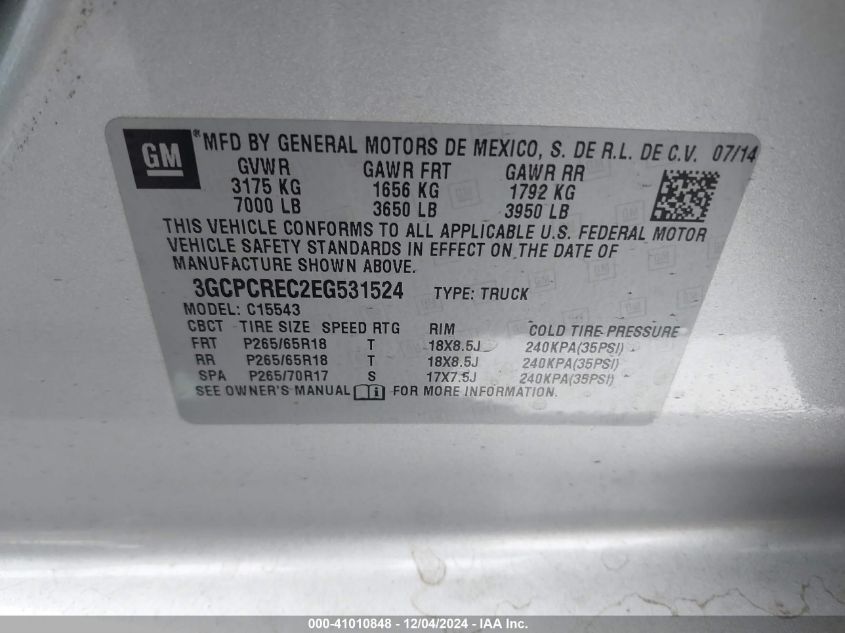 GM ® MFD BY GENERAL MOTORS DE MEXICO, S. DE R.L. DE C.V. 07/14
GVWR GAWR FRT GAWR RR
3175 KG 1656 KG 1792 KG
7000 LB 3650 LB 3950 LB
THIS VEHICLE CONFORMS TO ALL APPLICABLE U.S. FEDERAL MOTOR
VEHICLE SAFETY STANDARDS IN EFFECT ON THE DATE OF
MANUFACTURE SHOWN ABOVE.
3GCPCREC2EG531524 TYPE: TRUCK
MODEL: C15543
CBCT TIRE SIZE SPEED RTG RIM COLD TIRE PRESSURE
FRT P265/65R18 T 18X8.5J 240KPA(35PSI)
RR P265/65R18 T 18X8.5J 240KPA(35PSI)
SPA P265/70R17 S 17X7.5J 240KPA(35PSI)
SEE OWNER'S MANUAL FOR MORE INFORMATION.
000-41010848 - 12/04/2024 - IAA Inc.